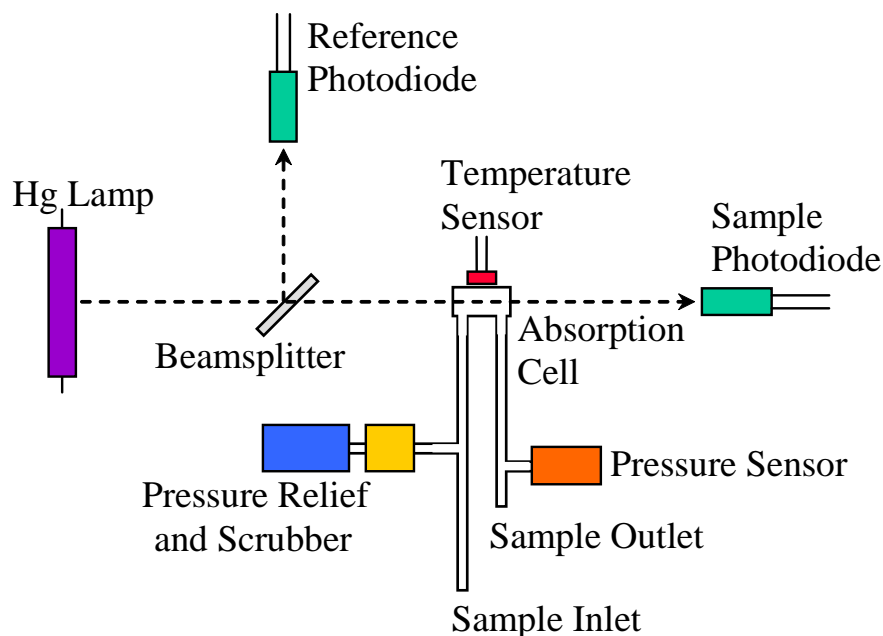 Reference
Photodiode
Hg Lamp
Temperature
Sensor
Sample
Photodiode
Beamsplitter
Absorption
Cell
Pressure Relief
and Scrubber
Pressure Sensor
Sample Outlet
Sample Inlet